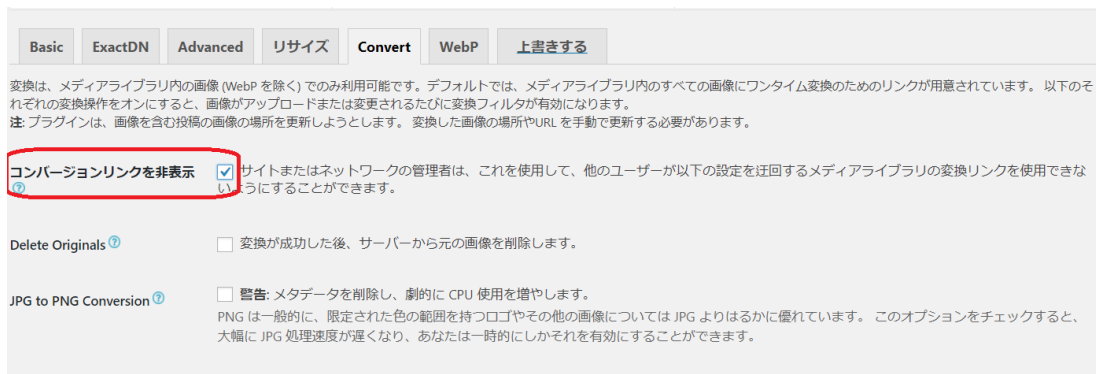 Basic ExactDN Advanced リサイズ Convert WebP 上書きする
変換は、メディアライブラリ内の画像 (WebP を除く) でのみ利用可能です。デフォルトでは、メディアライブラリ内のすべての画像にワンタイム変換のためのリンクが用意されています。 以下のそ
れぞれの変換操作をオンにすると、画像がアップロードまたは変更されるたびに変換フィルタが有効になります。
注: プラグインは、画像を含む投稿の画像の場所を更新しようとします。 変換した画像の場所やURL を手動で更新する必要があります。
コンバージョンリンクを非表示
サイトまたはネットワークの管理者は、これを使用して、他のユーザーが以下の設定を迂回するメディアライブラリの変換リンクを使用できな
いようにすることができます。
Delete Originals
変換が成功した後、サーバーから元の画像を削除します。
JPG to PNG Conversion
警告: メタデータを削除し、劇的に CPU 使用を増やします。
PNG は一般的に、限定された色の範囲を持つロゴやその他の画像については JPG よりはるかに優れています。 このオプションをチェックすると、
大幅に JPG 処理速度が遅くなり、あなたは一時的にしかそれを有効にすることができます。